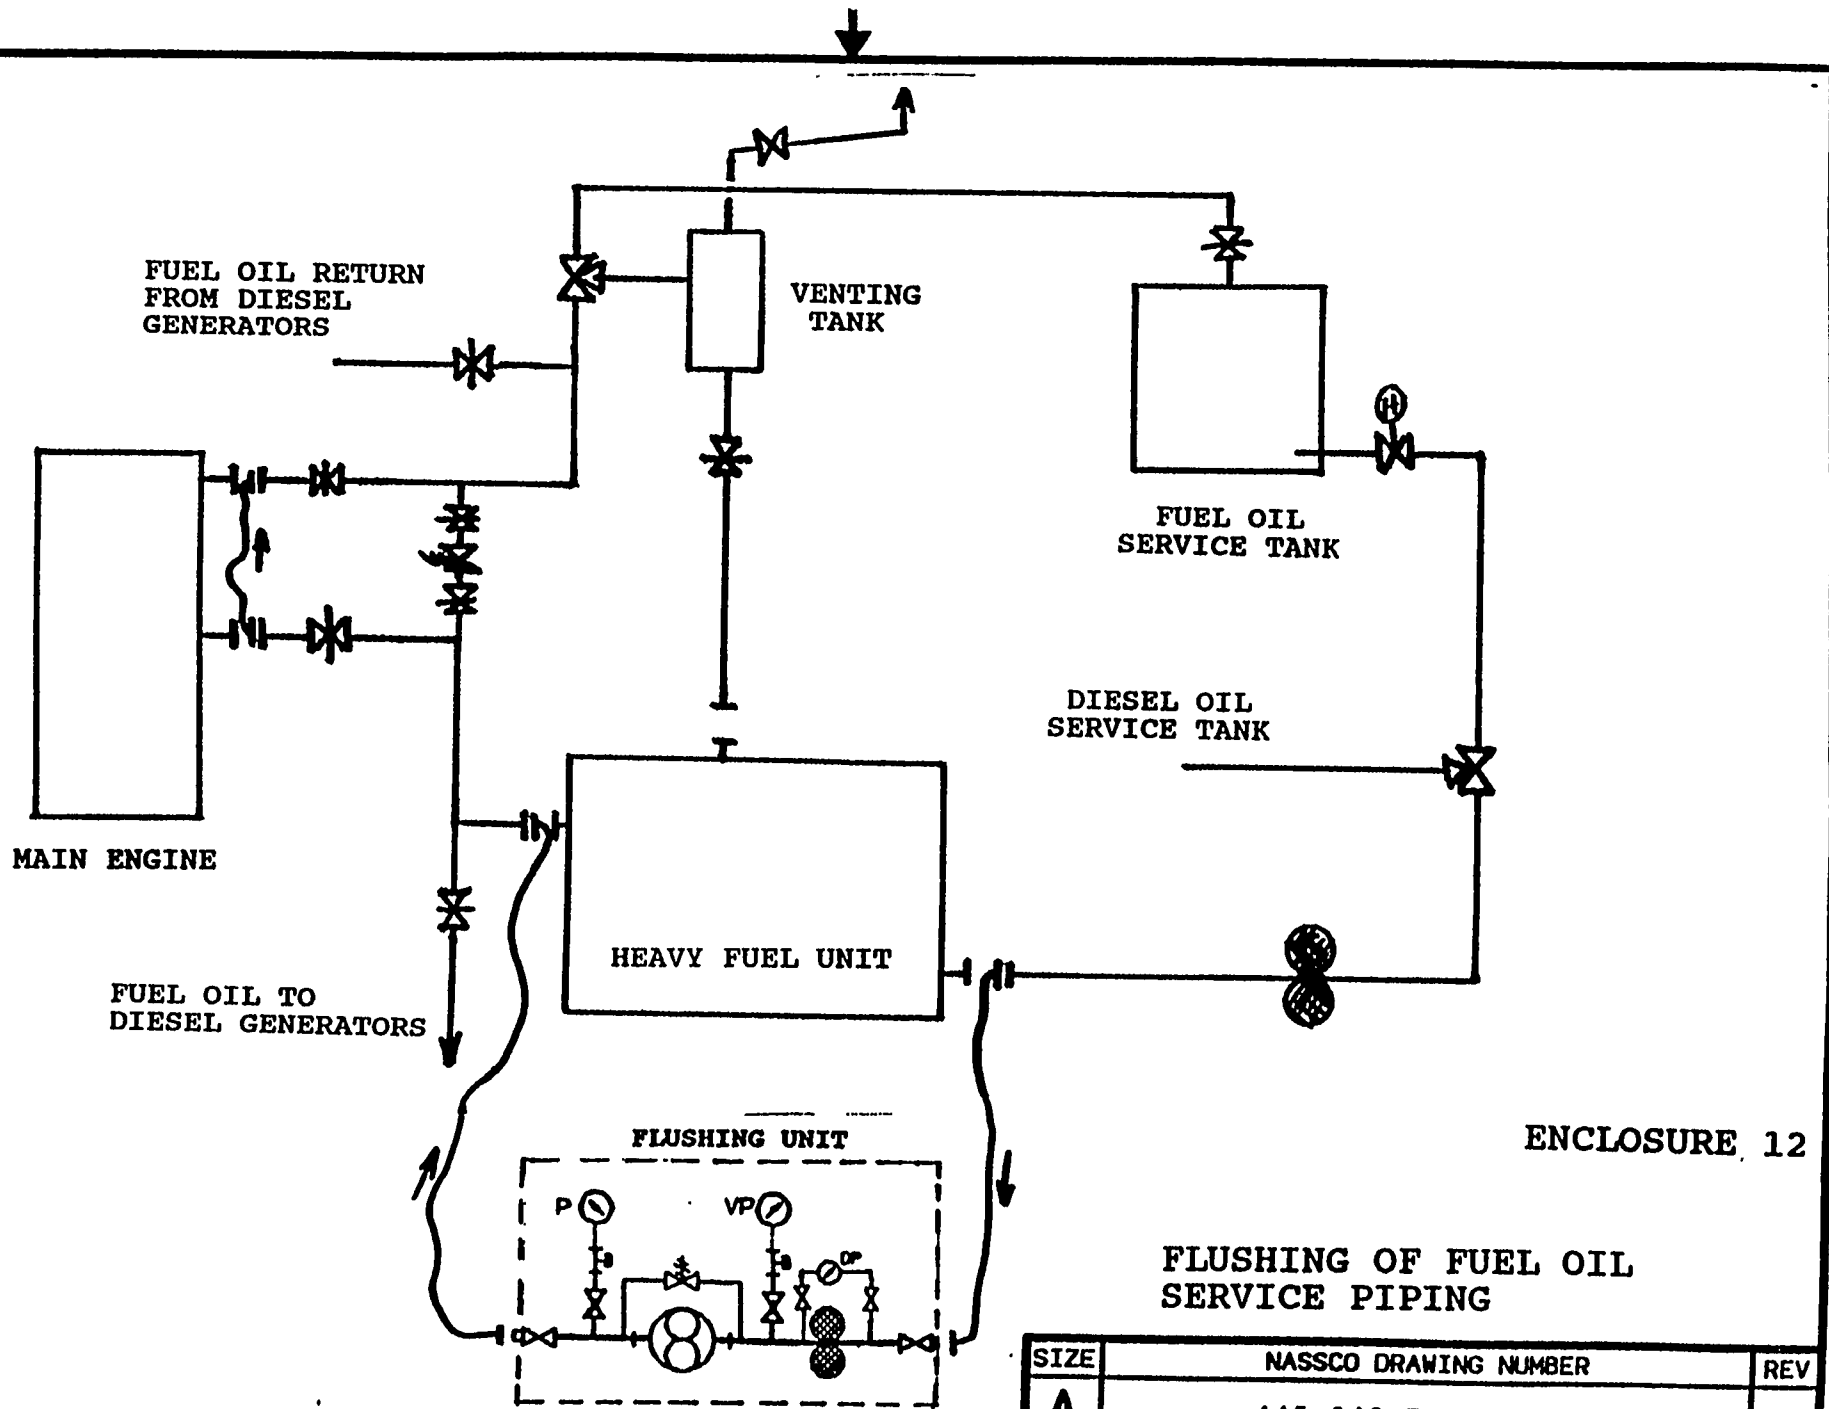 FUEL OIL RETURN
FROM DIESEL
GENERATORS
VENTING
TANK
H
FUEL OIL
SERVICE TANK
DIESEL OIL
SERVICE TANK
MAIN ENGINE
HEAVY FUEL UNIT
FUEL OIL TO
DIESEL GENERATORS
FLUSHING UNIT
P
VP
DP
ENCLOSURE 12
FLUSHING OF FUEL OIL
SERVICE PIPING
SIZE
NASSCO DRAWING NUMBER
REV
A